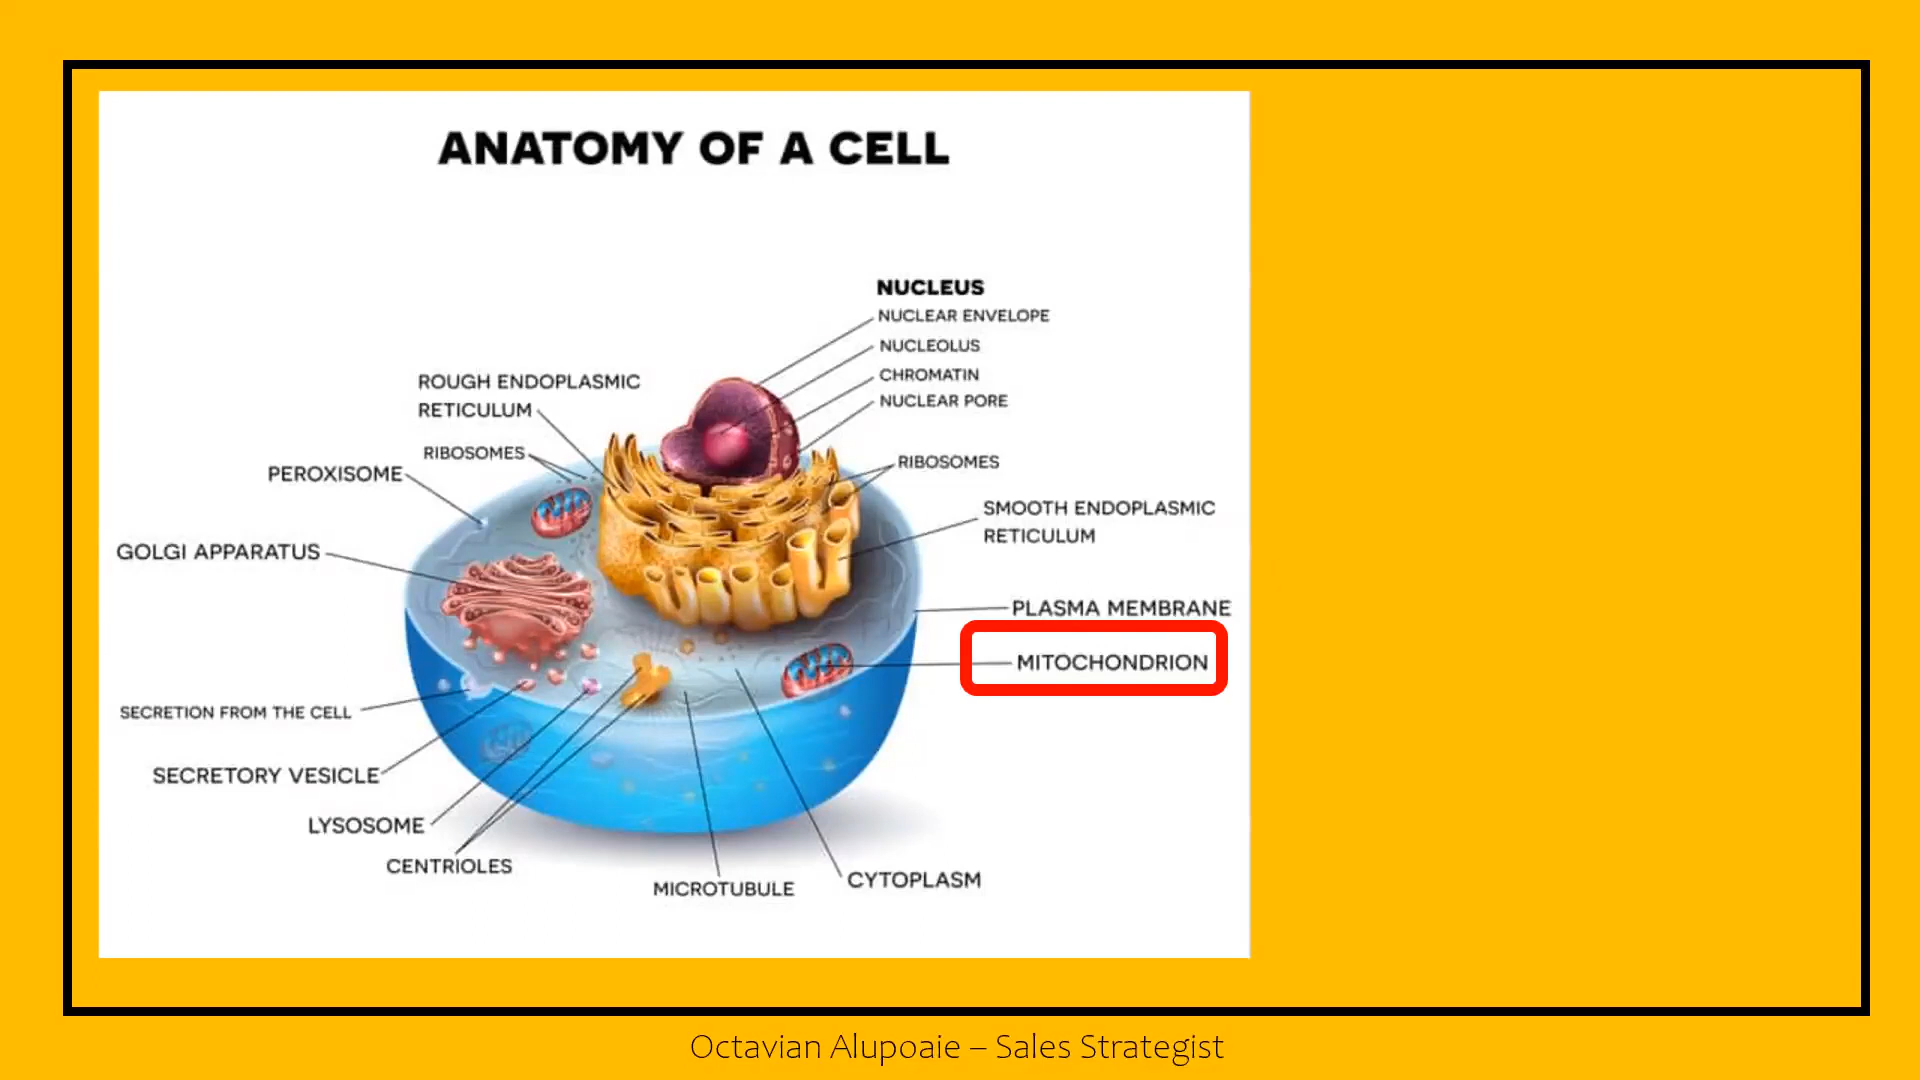 ANATOMY OF A CELL
NUCLEUS
NUCLEAR ENVELOPE
NUCLEOLUS
CHROMATIN
NUCLEAR PORE
ROUGH ENDOPLASMIC
RETICULUM
RIBOSOMES
PEROXISOME
RIBOSOMES
SMOOTH ENDOPLASMIC
RETICULUM
GOLGI APPARATUS
PLASMA MEMBRANE
MITOCHONDRION
SECRETION FROM THE CELL
SECRETORY VESICLE
LYSOSOME
CENTRIOLES
MICROTUBULE
CYTOPLASM
Octavian Alupoaie – Sales Strategist